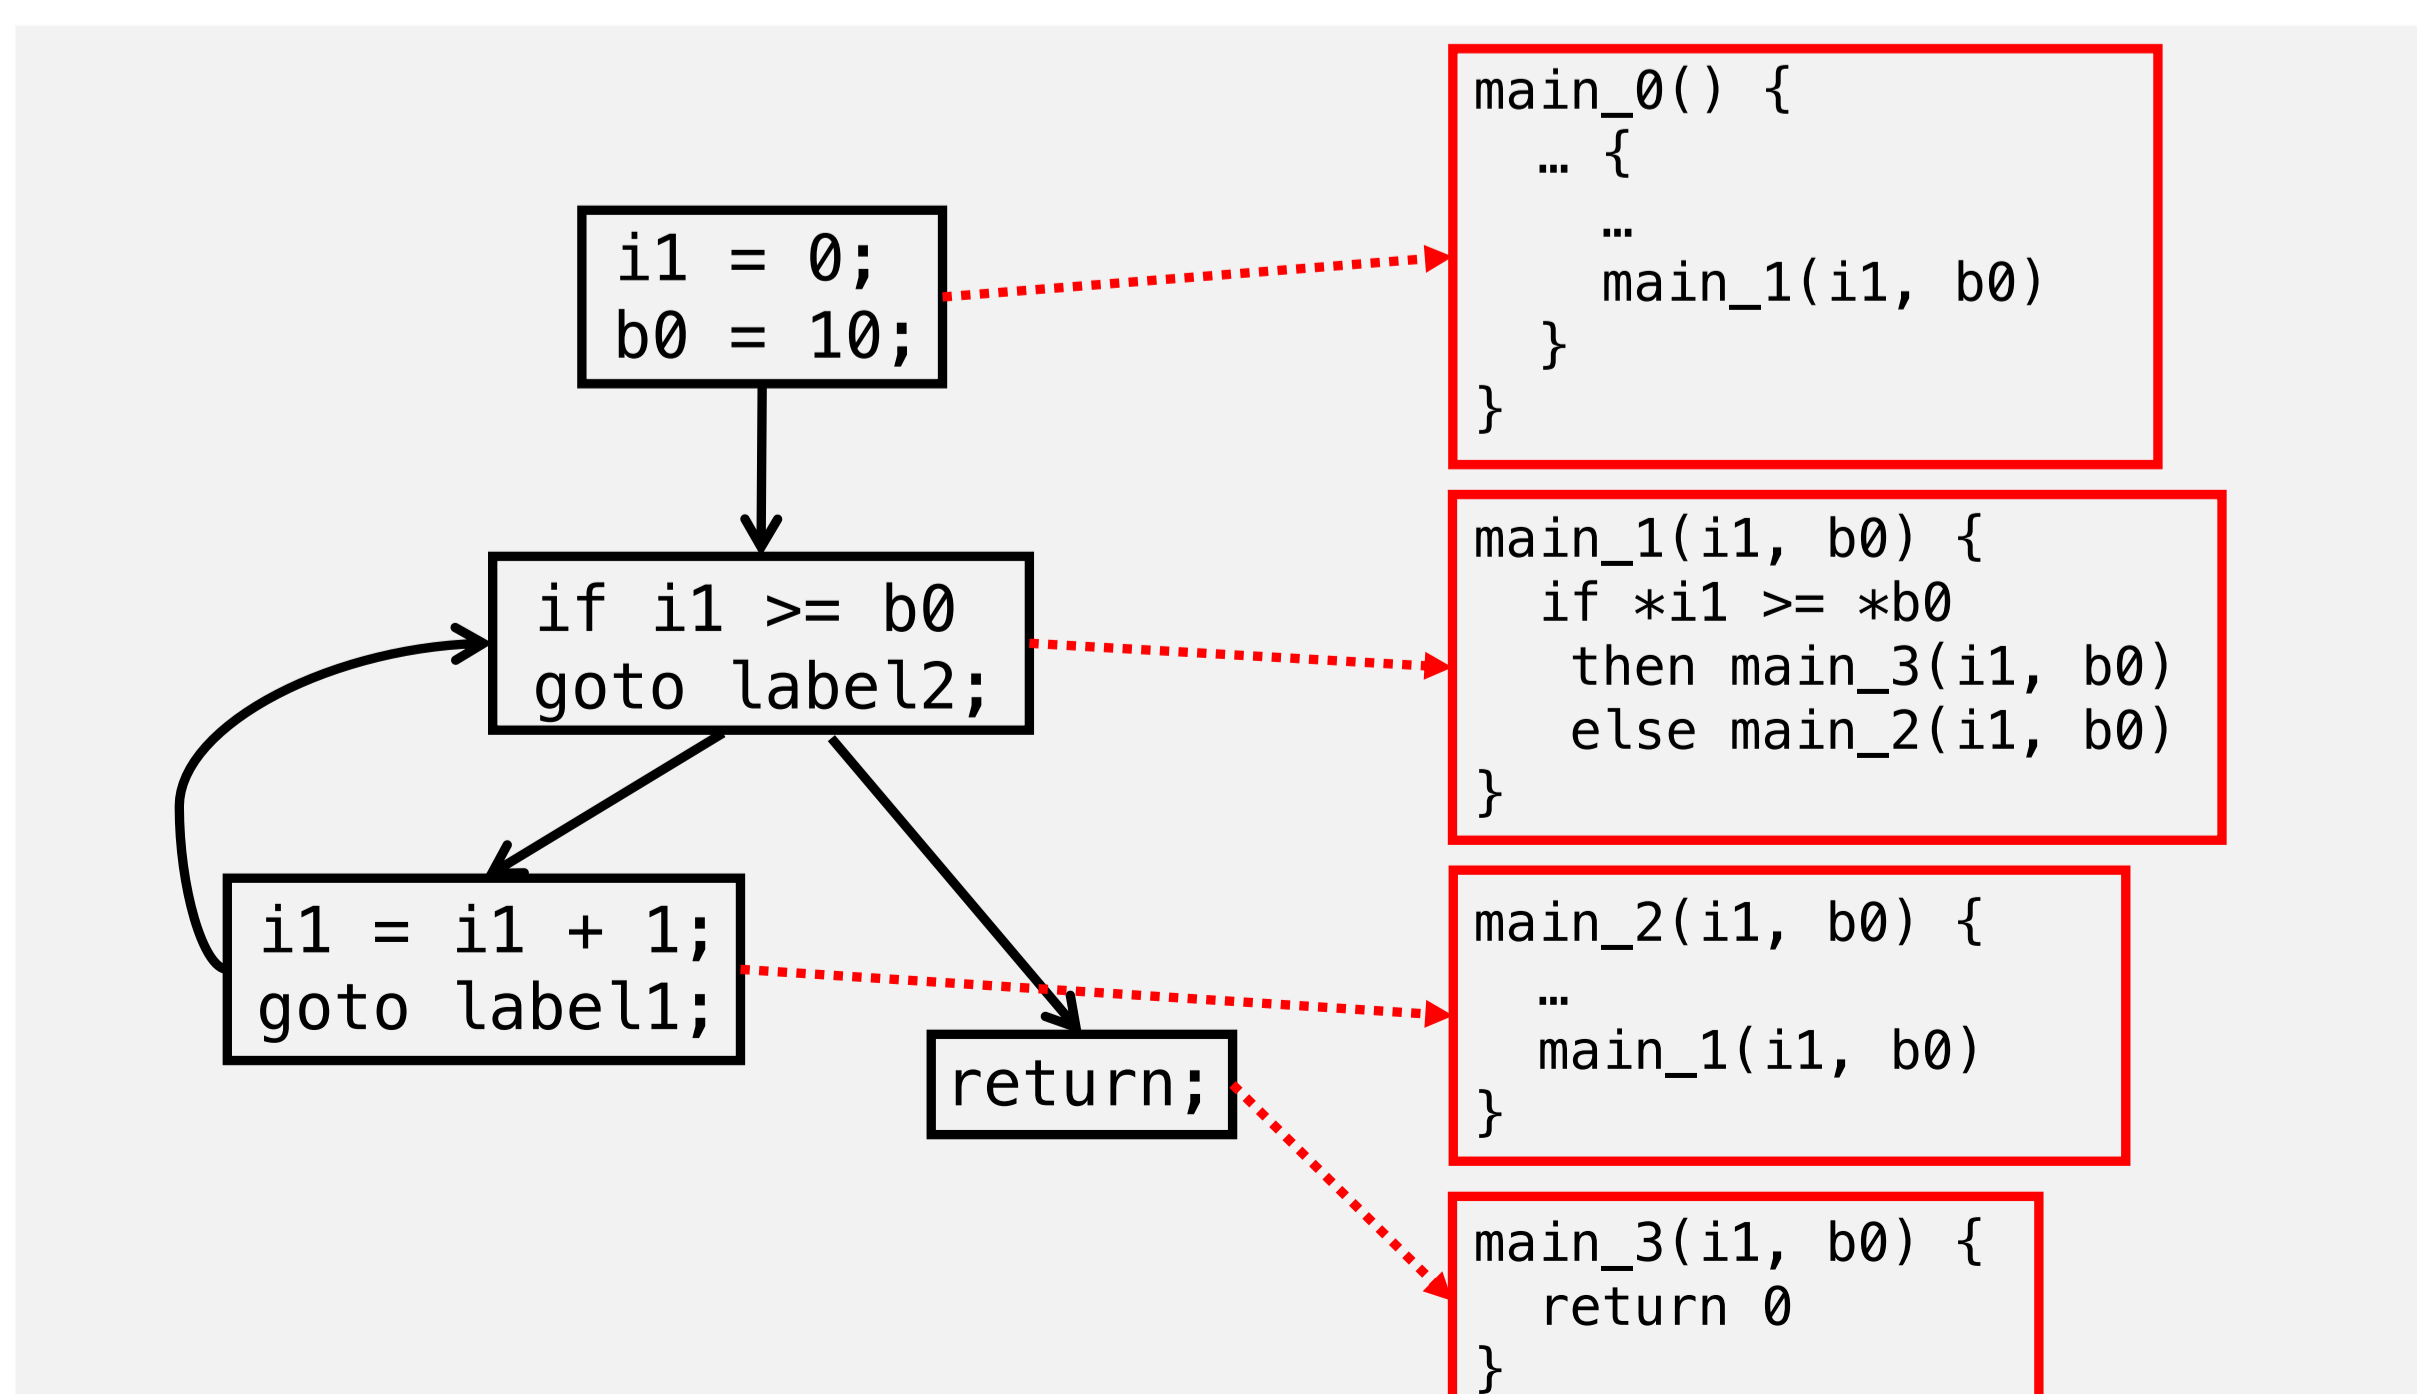 i1 = 0;
b0 = 10;
if i1 >= b0
goto label2;
i1 = i1 + 1;
goto label1;
return;
main_0() {
… {
…
main_1(i1, b0)
}
}
main_1(i1, b0) {
if *i1 >= *b0
then main_3(i1, b0)
else main_2(i1, b0)
}
main_2(i1, b0) {
…
main_1(i1, b0)
}
main_3(i1, b0) {
return 0
}